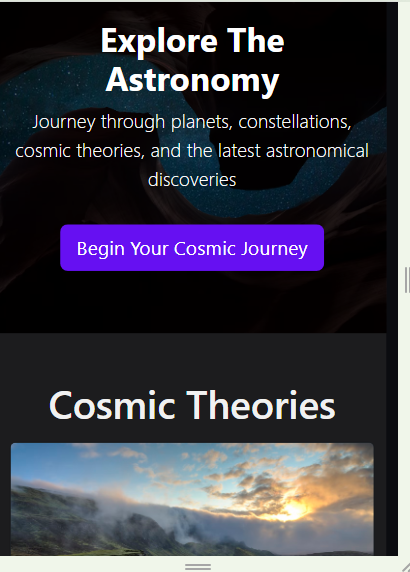 Explore The
Astronomy
Journey through planets, constellations,
cosmic theories, and the latest astronomical
discoveries
Begin Your Cosmic Journey
Cosmic Theories